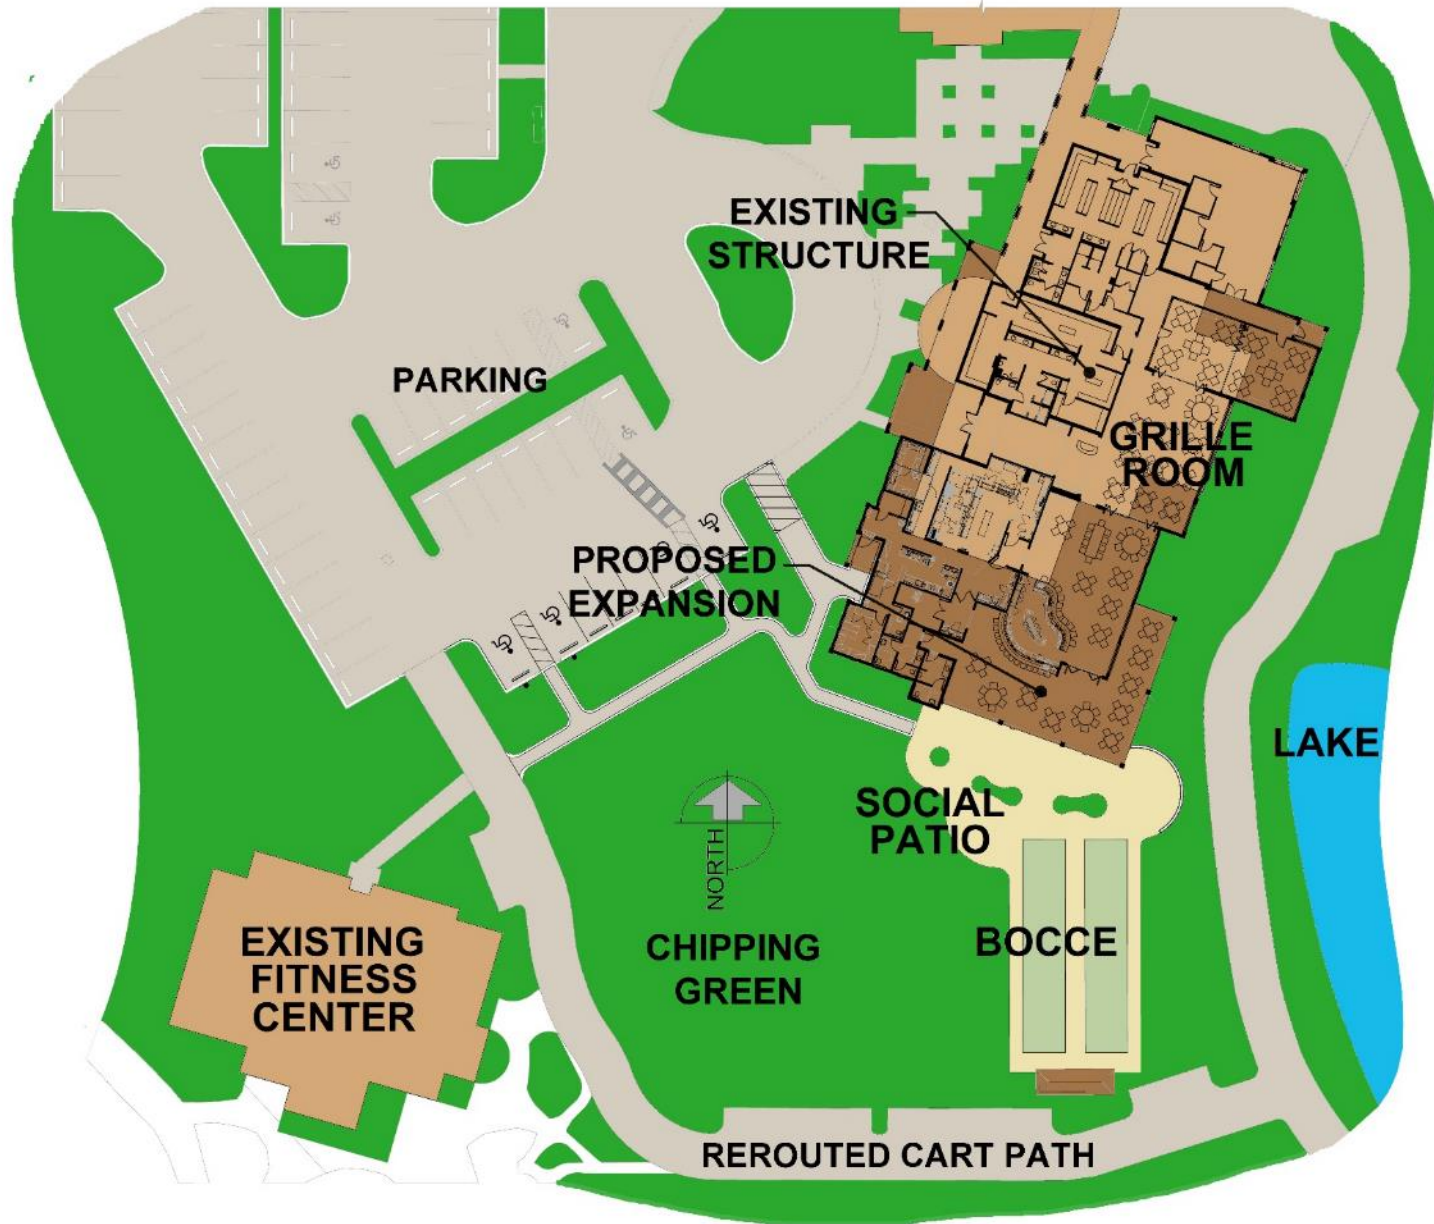 EXISTING
STRUCTURE
PARKING
GRILLE
ROOM
PROPOSED
EXPANSION
LAKE
SOCIAL
PATIO
NORTH
EXISTING
FITNESS
CENTER
CHIPPING
GREEN
BOCCE
REROUTED CART PATH